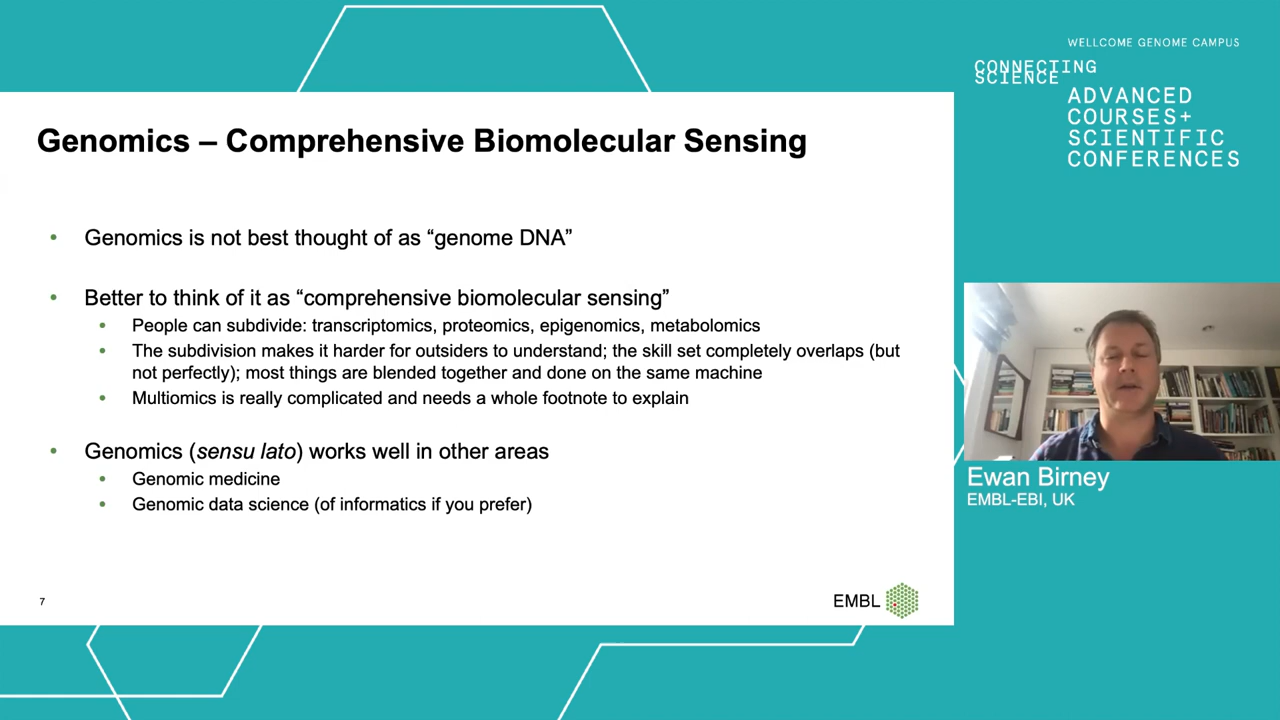 WELLCOME GENOME CAMPUS
CONNECTING
SCIENCE
ADVANCED
COURSES+
SCIENTIFIC
CONFERENCES
Genomics – Comprehensive Biomolecular Sensing
• Genomics is not best thought of as “genome DNA”
• Better to think of it as “comprehensive biomolecular sensing”
• People can subdivide: transcriptomics, proteomics, epigenomics, metabolomics
• The subdivision makes it harder for outsiders to understand; the skill set completely overlaps (but
not perfectly); most things are blended together and done on the same machine
• Multiomics is really complicated and needs a whole footnote to explain
• Genomics (sensu lato) works well in other areas
• Genomic medicine
• Genomic data science (of informatics if you prefer)
7
EMBL
Ewan Birney
EMBL-EBI, UK